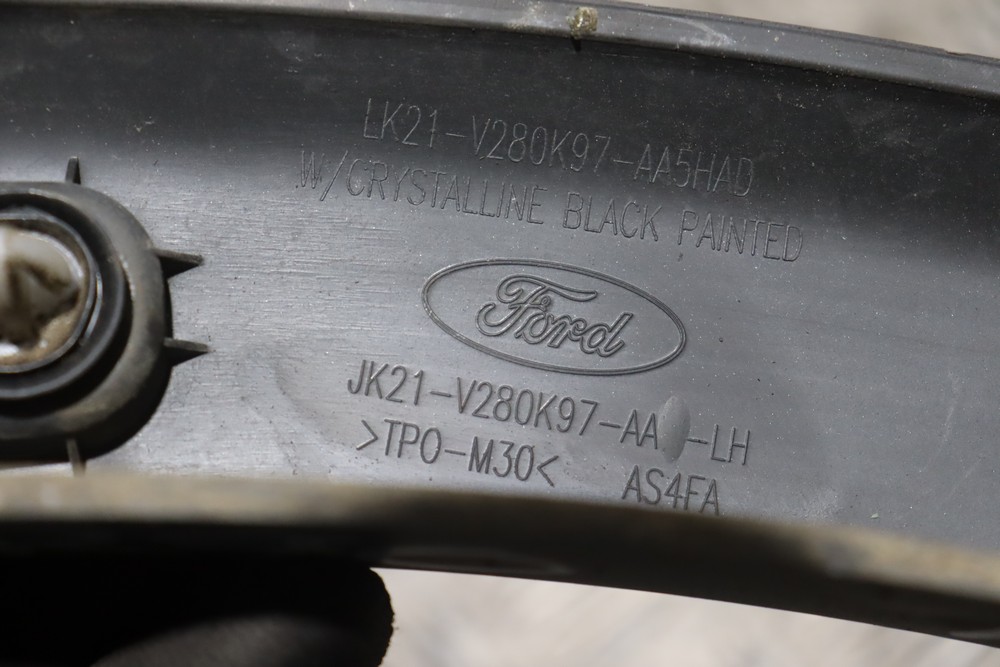 LK21-V280K97-AA5HAD
W/CRYSTALLINE BLACK PAINTED
Ford
JK21-V280K97-AA -LH
>TPO-M30< AS4FA